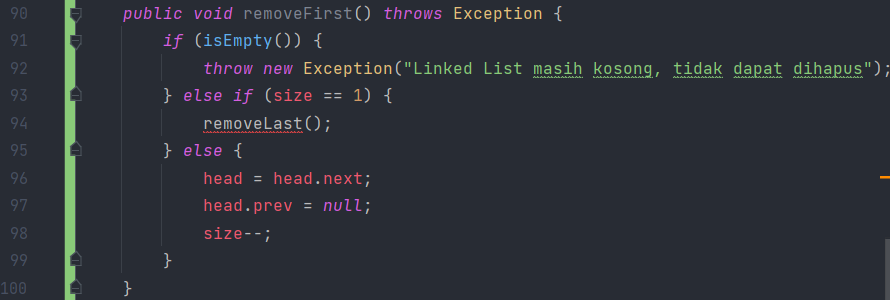 90 public void removeFirst() throws Exception {
91 if (isEmpty()) {
92 throw new Exception("Linked List masih kosong, tidak dapat dihapus");
93 } else if (size == 1) {
94 removeLast();
95 } else {
96 head = head.next;
97 head.prev = null;
98 size--;
99 }
100 }